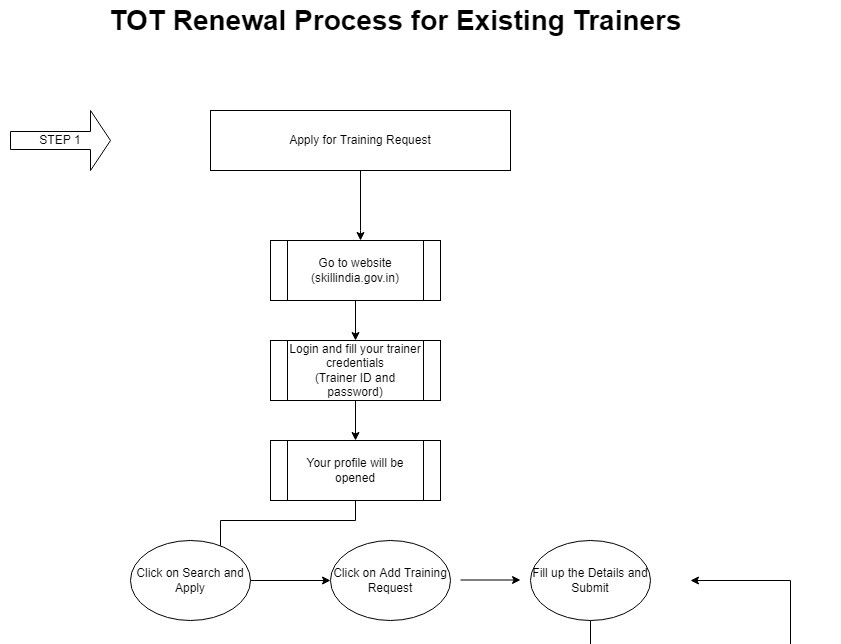 TOT Renewal Process for Existing Trainers
STEP 1
Apply for Training Request
Go to website
(skillindia.gov.in)
Login and fill your trainer
credentials
(Trainer ID and
password)
Your profile will be
opened
Click on Search and
Apply
Click on Add Training
Request
Fill up the Details and
Submit